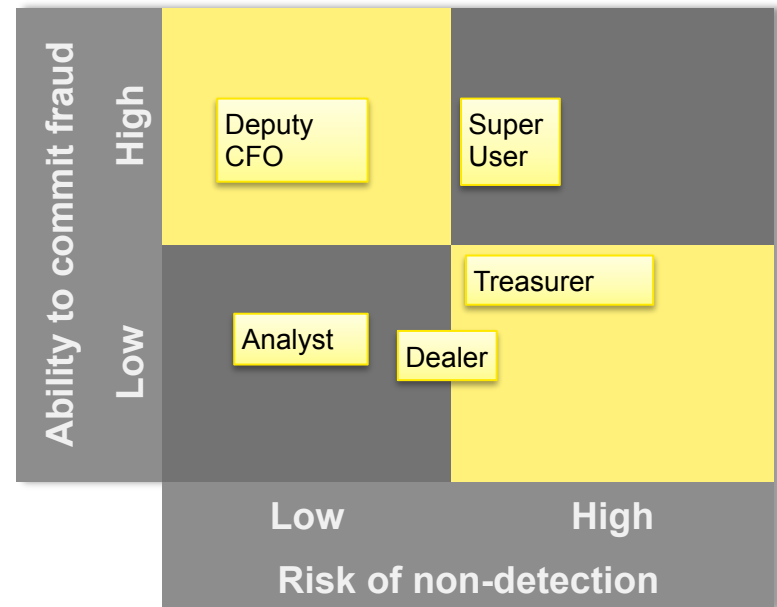 Ability to commit fraud
High
Low
Deputy
CFO
Super
User
Treasurer
Analyst
Dealer
Low
High
Risk of non-detection